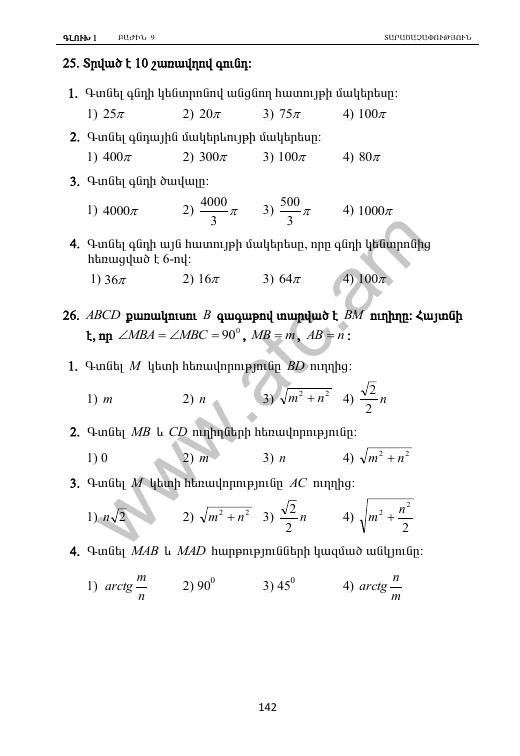 ԳԼՈՒԽ 1 ԲԱԺԻՆ 9 ՏԱՐԱԾԱՉԱՓՈՒԹՅՈՒՆ
25. Տրված է 10 շառավղով գունդ:
1. Գտնել գնդի կենտրոնով անցնող հատույթի մակերեսը:
1) 25π 2) 20π 3) 75π 4) 100π
2. Գտնել գնդային մակերևույթի մակերեսը:
1) 400π 2) 300π 3) 100π 4) 80π
3. Գտնել գնդի ծավալը:
1) 4000π 2) 4000/3 π 3) 500/3 π 4) 1000π
4. Գտնել գնդի այն հատույթի մակերեսը, որը գնդի կենտրոնից
հեռացված է 6-ով:
1) 36π 2) 16π 3) 64π 4) 100π
26. ABCD քառակուսու B գագաթով տարված է BM ուղիղը: Հայտնի
է, որ ∠MBA = ∠MBC = 90⁰, MB = m, AB = n:
1. Գտնել M կետի հեռավորությունը BD ուղղից:
1) m 2) n 3) √(m² + n²) 4) √2/2 n
2. Գտնել MB և CD ուղիղների հեռավորությունը:
1) 0 2) m 3) n 4) √(m² + n²)
3. Գտնել M կետի հեռավորությունը AC ուղղից:
1) n√2 2) √(m² + n²) 3) √2/2 n 4) √(m² + n²/2)
4. Գտնել MAB և MAD հարթությունների կազմած անկյունը:
1) arctg m/n 2) 90⁰ 3) 45⁰ 4) arctg n/m
142
www.atc.am